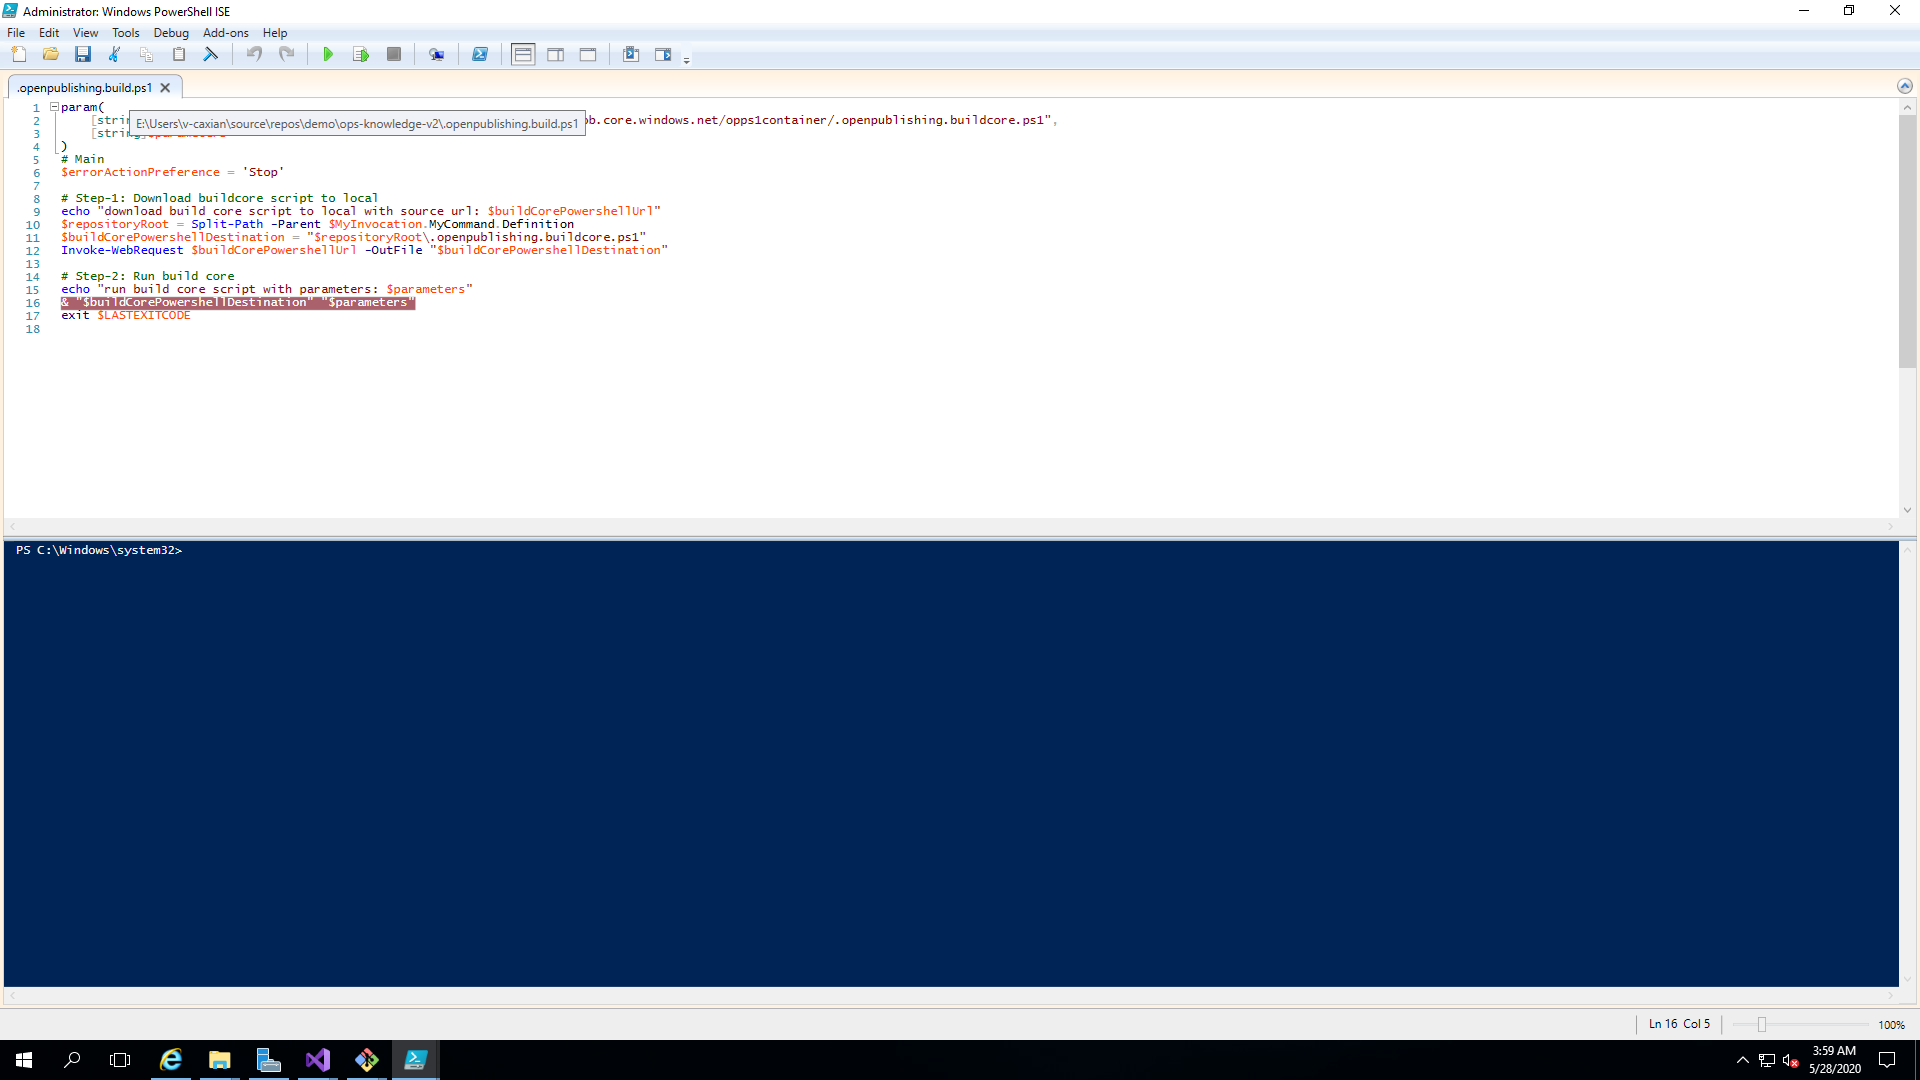 Administrator: Windows PowerShell ISE
File Edit View Tools Debug Add-ons Help
.openpublishing.build.ps1
1 param(
2 [strin b.core.windows.net/opps1container/.openpublishing.buildcore.ps1",
E:\Users\v-caxian\source\repos\demo\ops-knowledge-v2\.openpublishing.build.ps1
3 [string]$parameters
4 )
5 # Main
6 $errorActionPreference = 'Stop'
7
8 # Step-1: Download buildcore script to local
9 echo "download build core script to local with source url: $buildCorePowershellUrl"
10 $repositoryRoot = Split-Path -Parent $MyInvocation.MyCommand.Definition
11 $buildCorePowershellDestination = "$repositoryRoot\.openpublishing.buildcore.ps1"
12 Invoke-WebRequest $buildCorePowershellUrl -OutFile "$buildCorePowershellDestination"
13
14 # Step-2: Run build core
15 echo "run build core script with parameters: $parameters"
16 & "$buildCorePowershellDestination" "$parameters"
17 exit $LASTEXITCODE
18
PS C:\Windows\system32>
Ln 16 Col 5
100%
3:59 AM
5/28/2020